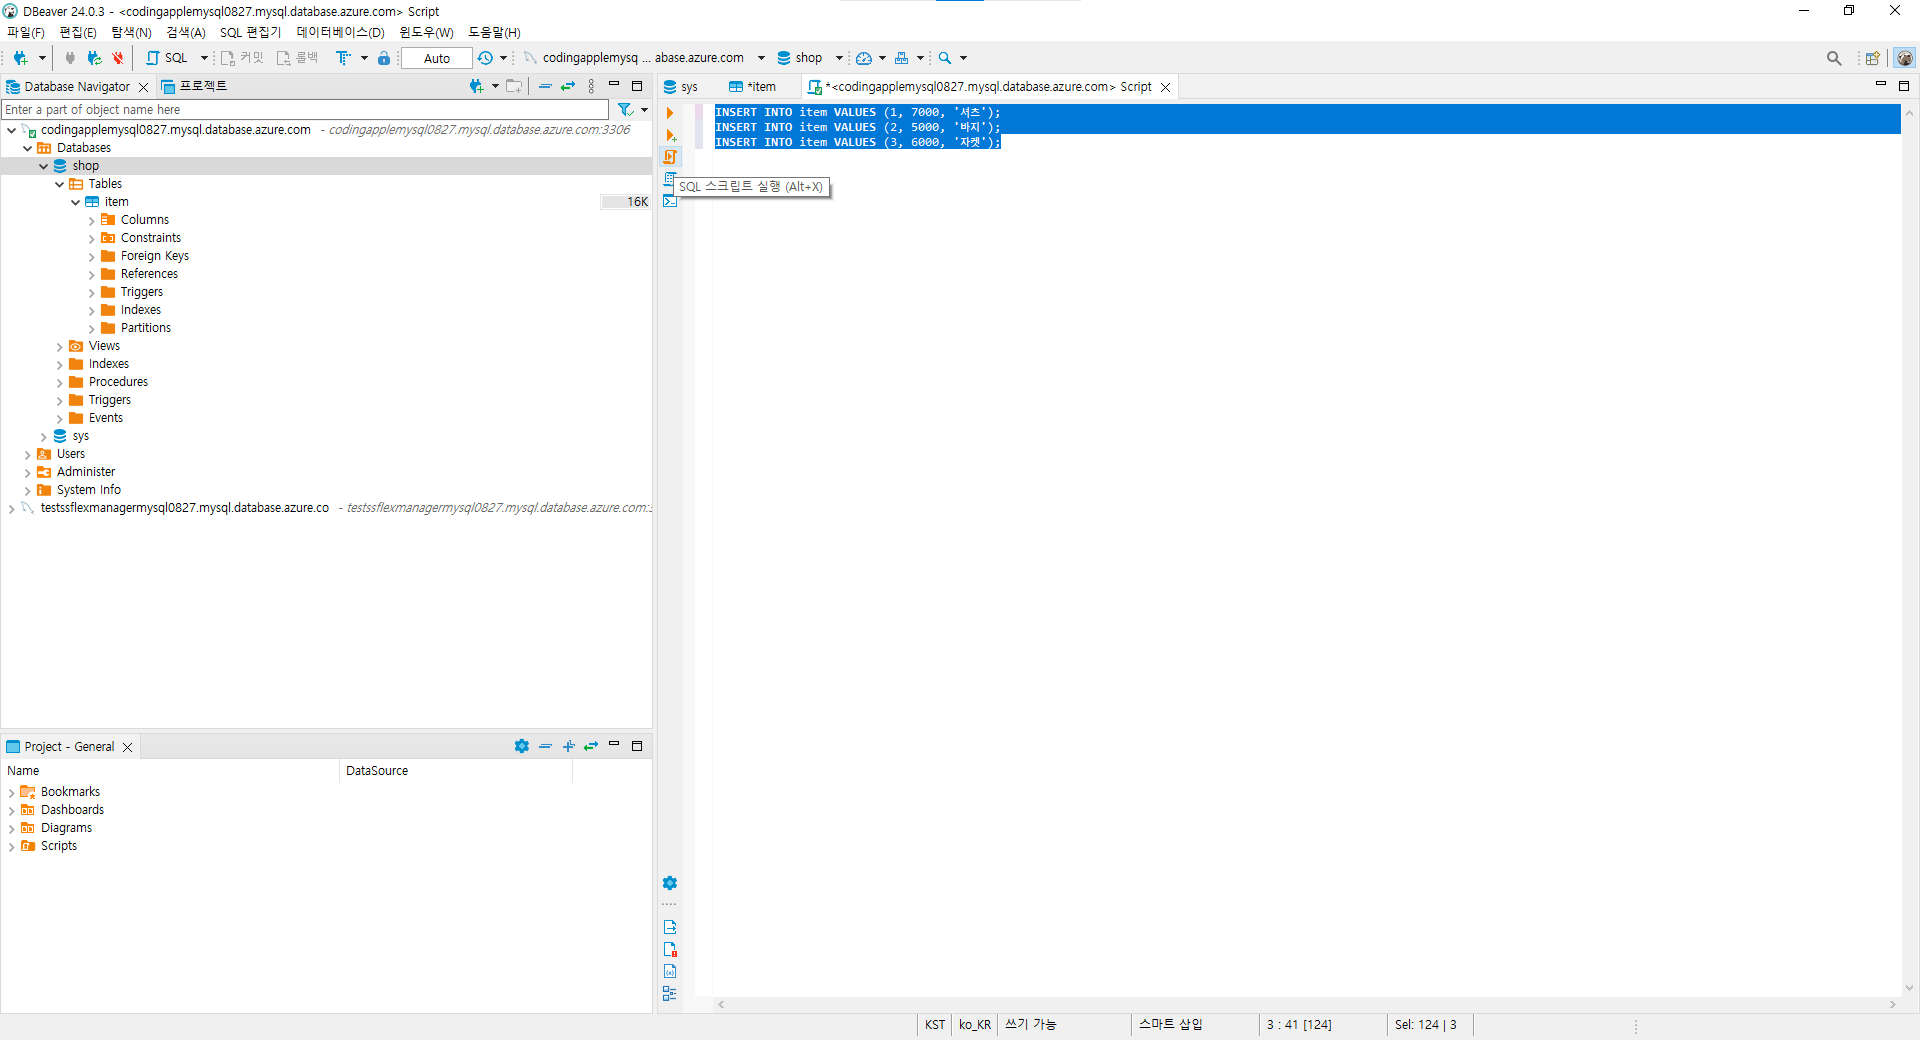 DBeaver 24.0.3 - <codingapplemysql0827.mysql.database.azure.com> Script
파일(F) 편집(E) 탐색(N) 검색(A) SQL 편집기 데이터베이스(D) 윈도우(W) 도움말(H)
SQL 커밋 롤백 Auto codingapplemysq ... abase.azure.com shop
Database Navigator 프로젝트
Enter a part of object name here
codingapplemysql0827.mysql.database.azure.com - codingapplemysql0827.mysql.database.azure.com:3306
Databases
shop
Tables
item 16K
Columns
Constraints
Foreign Keys
References
Triggers
Indexes
Partitions
Views
Indexes
Procedures
Triggers
Events
sys
Users
Administer
System Info
testssflexmanagermysql0827.mysql.database.azure.co - testssflexmanagermysql0827.mysql.database.azure.com:3
Project - General
Name DataSource
Bookmarks
Dashboards
Diagrams
Scripts
sys *item *<codingapplemysql0827.mysql.database.azure.com> Script
INSERT INTO item VALUES (1, 7000, '셔츠');
INSERT INTO item VALUES (2, 5000, '바지');
INSERT INTO item VALUES (3, 6000, '자켓');
SQL 스크립트 실행 (Alt+X)
KST ko_KR 쓰기 가능 스마트 삽입 3 : 41 [124] Sel: 124 | 3